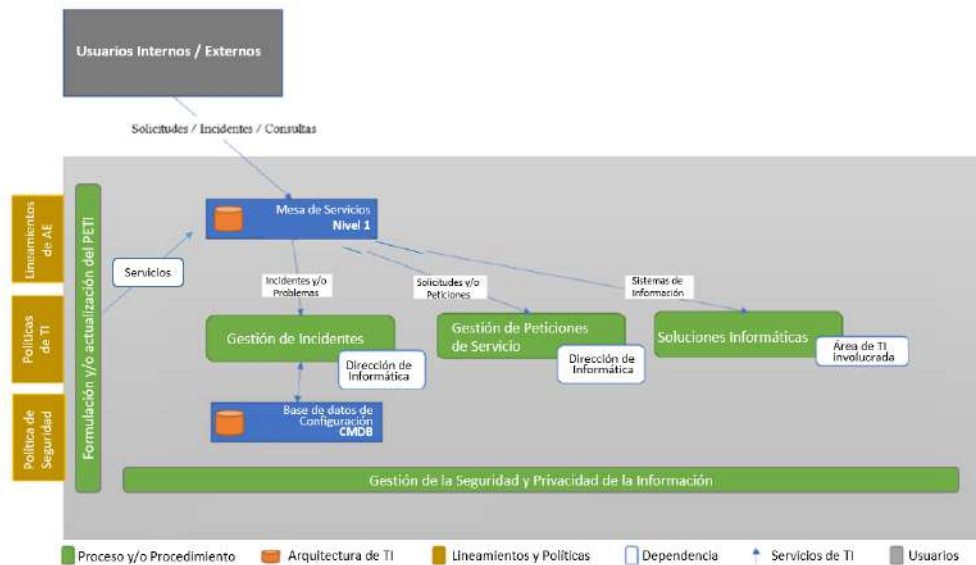 Usuarios Internos / Externos
Solicitudes / Incidentes / Consultas
Lineamientos
de AE
Políticas
de TI
Política de
Seguridad
Formulación y/o actualización del PETI
Servicios
Mesa de Servicios
Nivel 1
Incidentes y/o
Problemas
Solicitudes y/o
Peticiones
Sistemas de
Información
Gestión de Incidentes
Dirección de
Informática
Gestión de Peticiones
de Servicio
Dirección de
Informática
Soluciones Informáticas
Área de TI
involucrada
Base de datos de
Configuración
CMDB
Gestión de la Seguridad y Privacidad de la Información
Proceso y/o Procedimiento
Arquitectura de TI
Lineamientos y Políticas
Dependencia
Servicios de TI
Usuarios